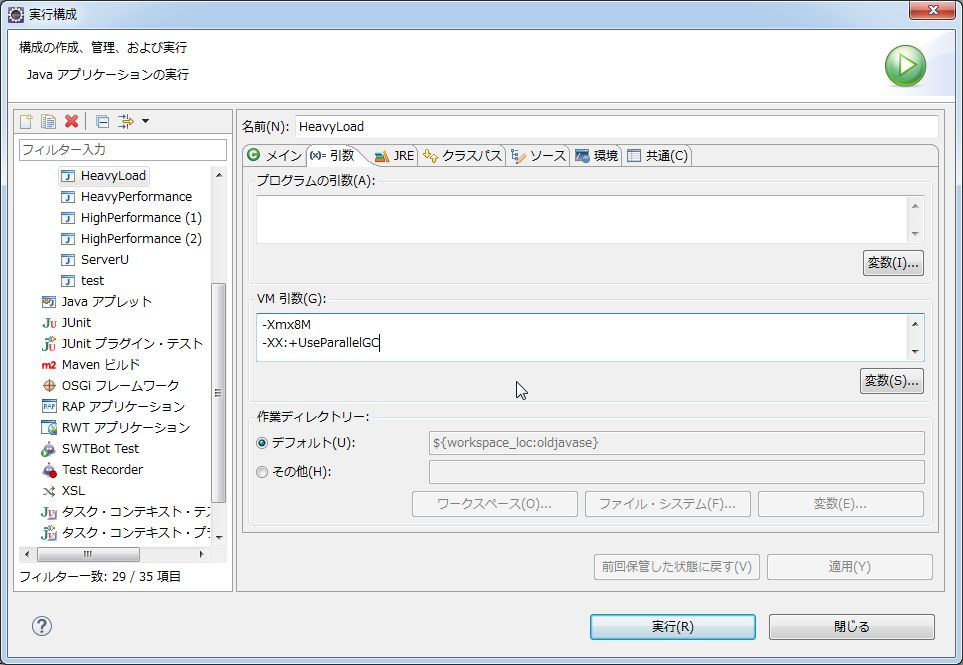 実行構成
構成の作成、管理、および実行
Java アプリケーションの実行
フィルター入力
HeavyLoad
HeavyPerformance
HighPerformance (1)
HighPerformance (2)
ServerU
test
Java アプレット
JUnit
JUnit プラグイン・テスト
Maven ビルド
OSGi フレームワーク
RAP アプリケーション
RWT アプリケーション
SWTBot Test
Test Recorder
XSL
タスク・コンテキスト・テス
タスク・コンテキスト・プラ
フィルター一致: 29 / 35 項目
名前(N): HeavyLoad
メイン (x)= 引数 JRE クラスパス ソース 環境 共通(C)
プログラムの引数(A):
変数(I)...
VM 引数(G):
-Xmx8M
-XX:+UseParallelGC
変数(S)...
作業ディレクトリー:
デフォルト(U): ${workspace_loc:oldjavase}
その他(H):
ワークスペース(O)... ファイル・システム(F)... 変数(E)...
前回保管した状態に戻す(V) 適用(Y)
実行(R) 閉じる